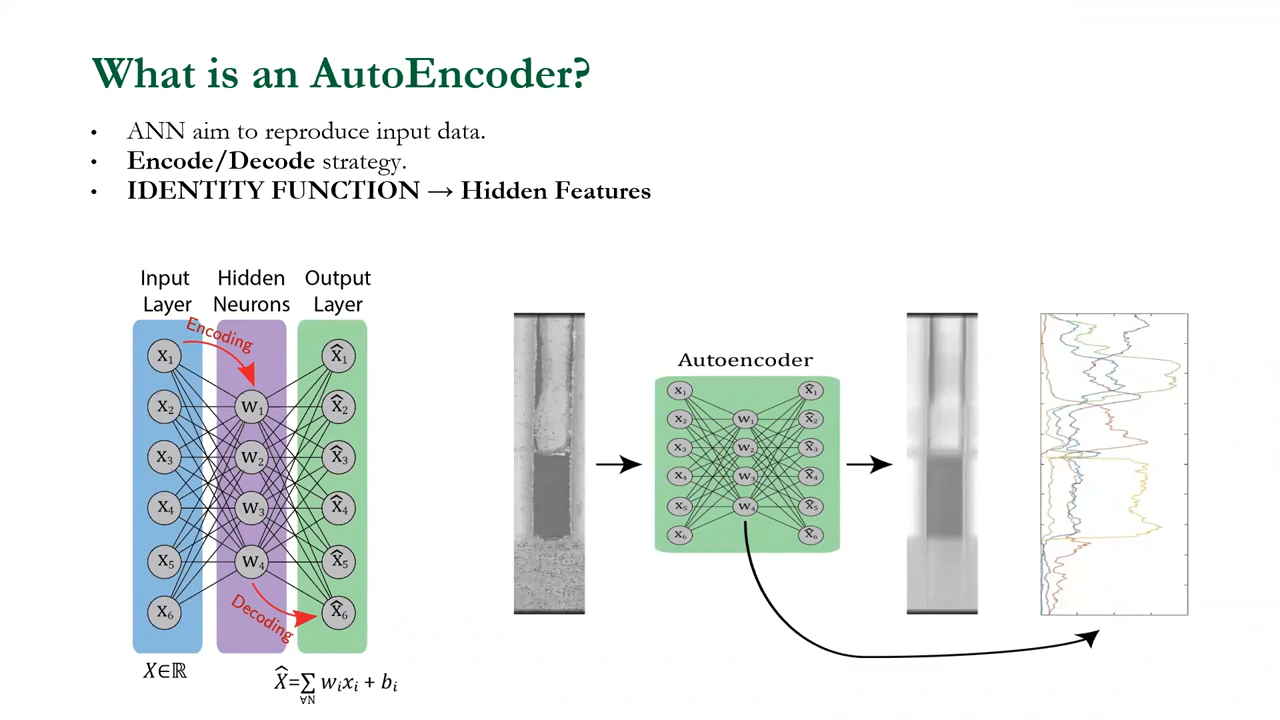 What is an AutoEncoder?
• ANN aim to reproduce input data.
• Encode/Decode strategy.
• IDENTITY FUNCTION → Hidden Features
Input Layer
Hidden Neurons
Output Layer
Encoding
x₁
x₂
x₃
x₄
x₅
x₆
w₁
w₂
w₃
w₄
x̂₁
x̂₂
x̂₃
x̂₄
x̂₅
x̂₆
Decoding
X∈ℝ
X̂=∑∀N wᵢxᵢ + bᵢ
Autoencoder
x₁
x₂
x₃
x₄
x₅
x₆
w₁
w₂
w₃
w₄
x̂₁
x̂₂
x̂₃
x̂₄
x̂₅
x̂₆